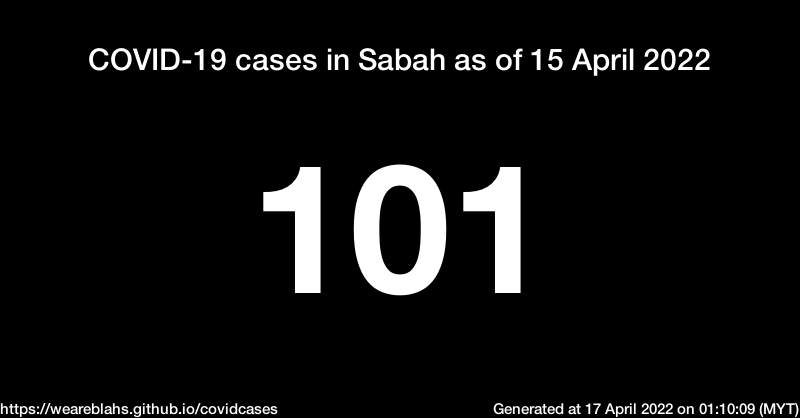 COVID-19 cases in Sabah as of 15 April 2022
101
https://weareblahs.github.io/covidcases
Generated at 17 April 2022 on 01:10:09 (MYT)